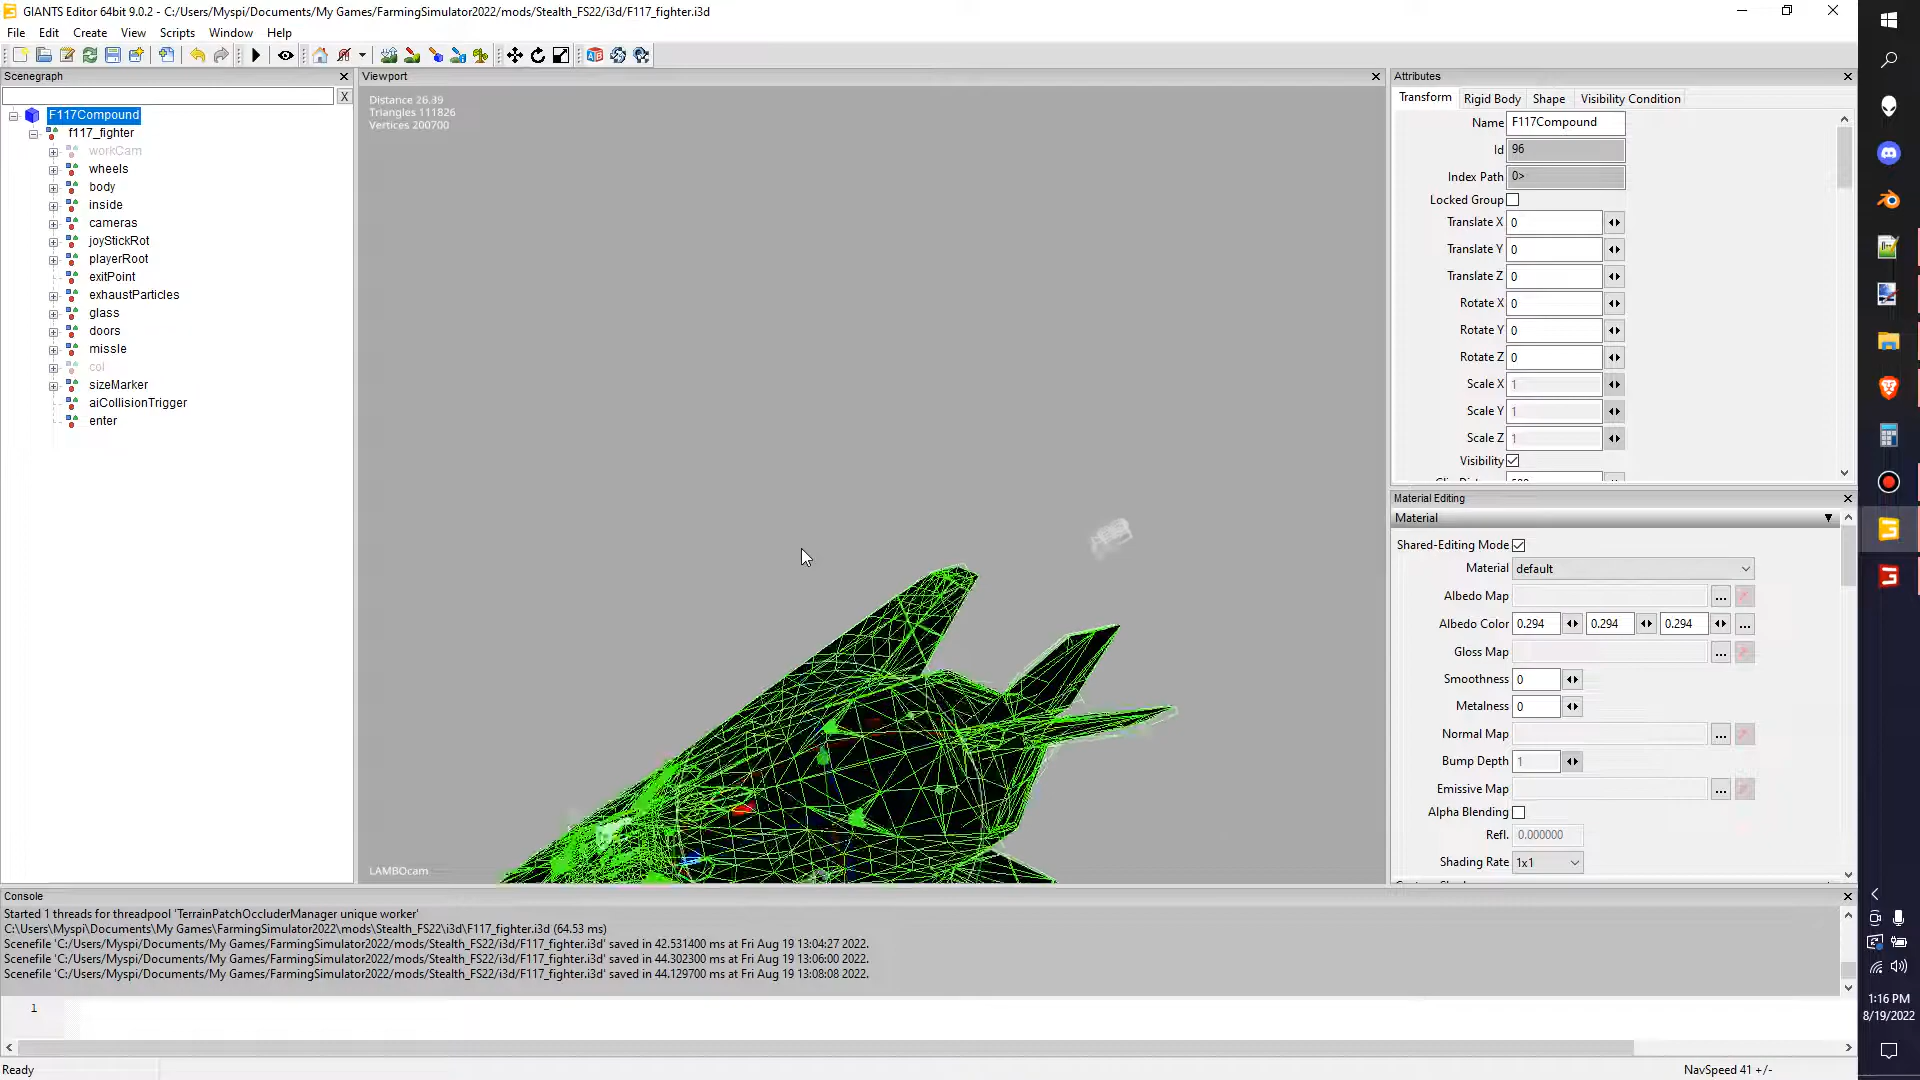 GIANTS Editor 64bit 9.0.2 - C:/Users/Myspi/Documents/My Games/FarmingSimulator2022/mods/Stealth_FS22/i3d/F117_fighter.i3d
File Edit Create View Scripts Window Help
Scenegraph
X
F117Compound
f117_fighter
workCam
wheels
body
inside
cameras
joyStickRot
playerRoot
exitPoint
exhaustParticles
glass
doors
missle
col
sizeMarker
aiCollisionTrigger
enter
Viewport
Distance 26.39
Triangles 111826
Vertices 200700
LAMBOcam
Attributes
Transform Rigid Body Shape Visibility Condition
Name F117Compound
Id 96
Index Path 0>
Locked Group
Translate X 0
Translate Y 0
Translate Z 0
Rotate X 0
Rotate Y 0
Rotate Z 0
Scale X 1
Scale Y 1
Scale Z 1
Visibility
Material Editing
Material
Shared-Editing Mode
Material default
Albedo Map ...
Albedo Color 0.294 0.294 0.294 ...
Gloss Map ...
Smoothness 0
Metalness 0
Normal Map ...
Bump Depth 1
Emissive Map ...
Alpha Blending
Refl. 0.000000
Shading Rate 1x1
Console
Started 1 threads for threadpool 'TerrainPatchOccluderManager unique worker'
C:\Users\Myspi\Documents\My Games\FarmingSimulator2022\mods\Stealth_FS22\i3d\F117_fighter.i3d (64.53 ms)
Scenefile 'C:/Users/Myspi/Documents/My Games/FarmingSimulator2022/mods/Stealth_FS22/i3d/F117_fighter.i3d' saved in 42.531400 ms at Fri Aug 19 13:04:27 2022.
Scenefile 'C:/Users/Myspi/Documents/My Games/FarmingSimulator2022/mods/Stealth_FS22/i3d/F117_fighter.i3d' saved in 44.302300 ms at Fri Aug 19 13:06:00 2022.
Scenefile 'C:/Users/Myspi/Documents/My Games/FarmingSimulator2022/mods/Stealth_FS22/i3d/F117_fighter.i3d' saved in 44.129700 ms at Fri Aug 19 13:08:08 2022.
1
Ready
NavSpeed 41 +/-
1:16 PM
8/19/2022